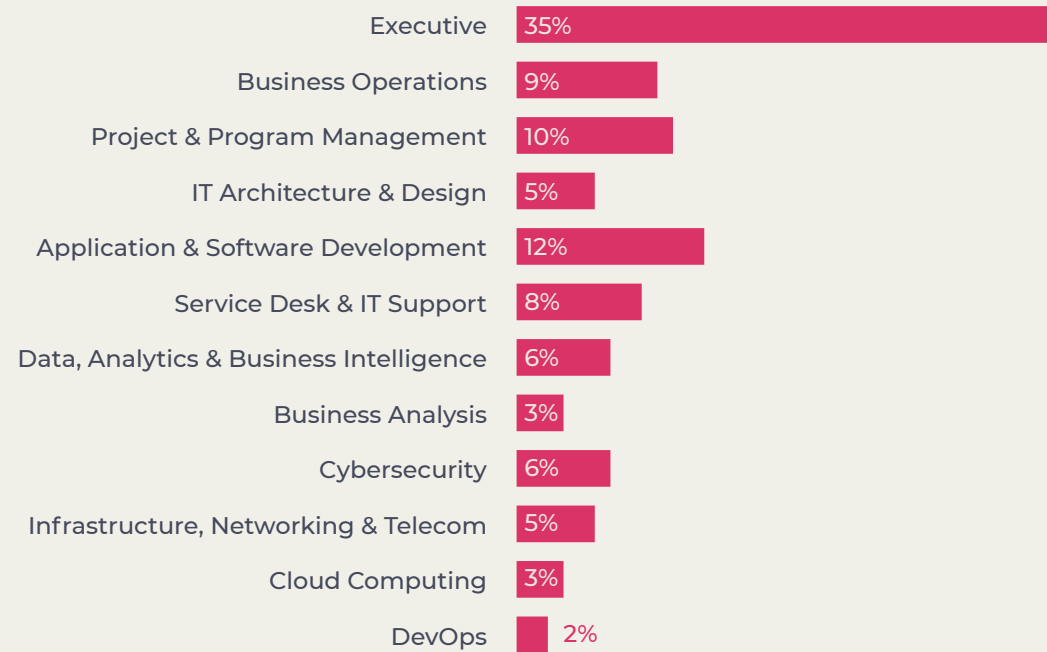 Executive 35%
Business Operations 9%
Project & Program Management 10%
IT Architecture & Design 5%
Application & Software Development 12%
Service Desk & IT Support 8%
Data, Analytics & Business Intelligence 6%
Business Analysis 3%
Cybersecurity 6%
Infrastructure, Networking & Telecom 5%
Cloud Computing 3%
DevOps 2%